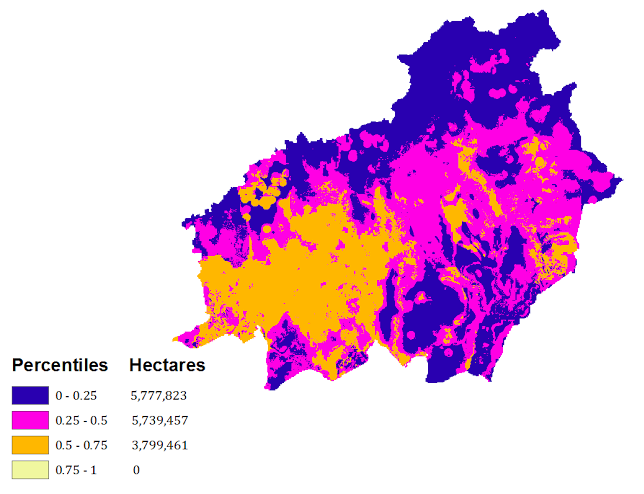 Percentiles Hectares
0 - 0.25 5,777,823
0.25 - 0.5 5,739,457
0.5 - 0.75 3,799,461
0.75 - 1 0